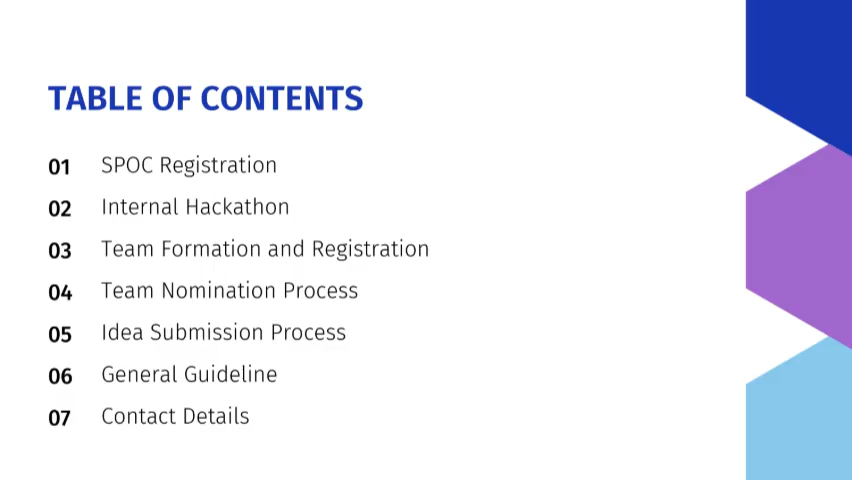 TABLE OF CONTENTS
01 SPOC Registration
02 Internal Hackathon
03 Team Formation and Registration
04 Team Nomination Process
05 Idea Submission Process
06 General Guideline
07 Contact Details